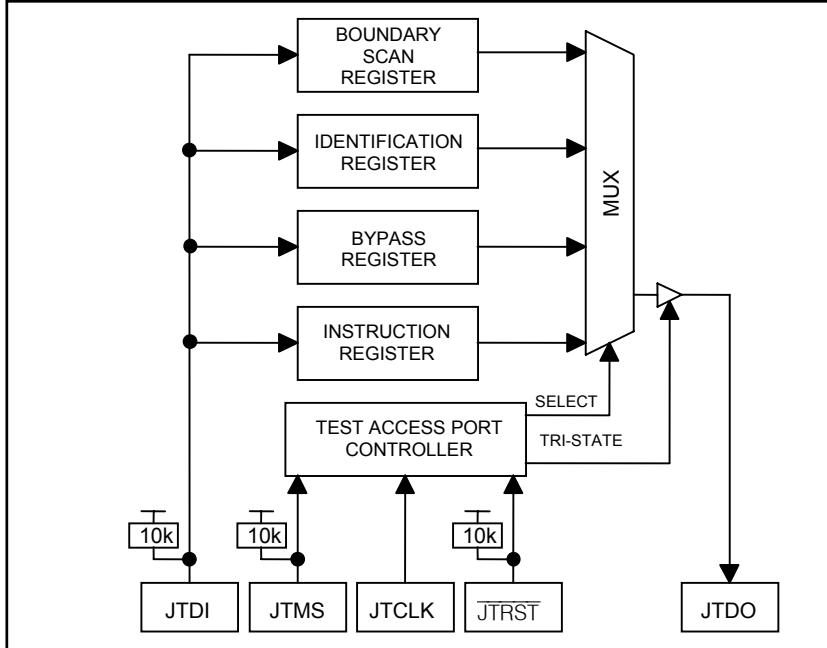 BOUNDARY
SCAN
REGISTER
IDENTIFICATION
REGISTER
BYPASS
REGISTER
INSTRUCTION
REGISTER
MUX
SELECT
TEST ACCESS PORT
CONTROLLER
TRI-STATE
10k
10k
10k
JTDI
JTMS
JTCLK
JTRST
JTDO